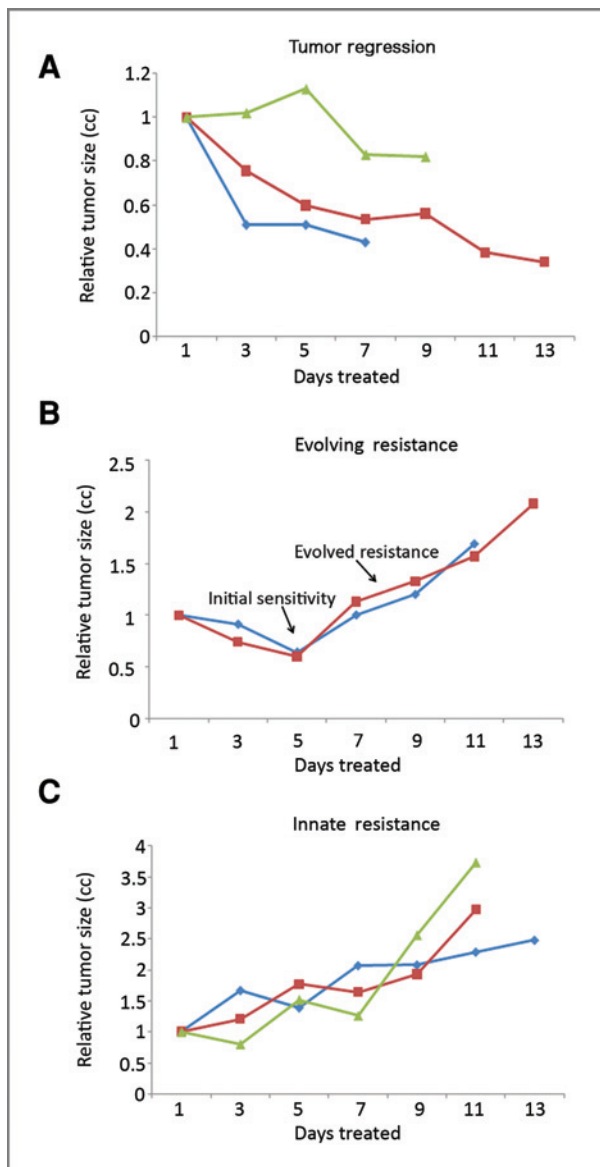 A
Tumor regression
Relative tumor size (cc)
1.2
1
0.8
0.6
0.4
0.2
0
1 3 5 7 9 11 13
Days treated
B
Evolving resistance
Relative tumor size (cc)
2.5
2
1.5
1
0.5
0
Evolved resistance
Initial sensitivity
1 3 5 7 9 11 13
Days treated
C
Innate resistance
Relative tumor size (cc)
4
3.5
3
2.5
2
1.5
1
0.5
0
1 3 5 7 9 11 13
Days treated